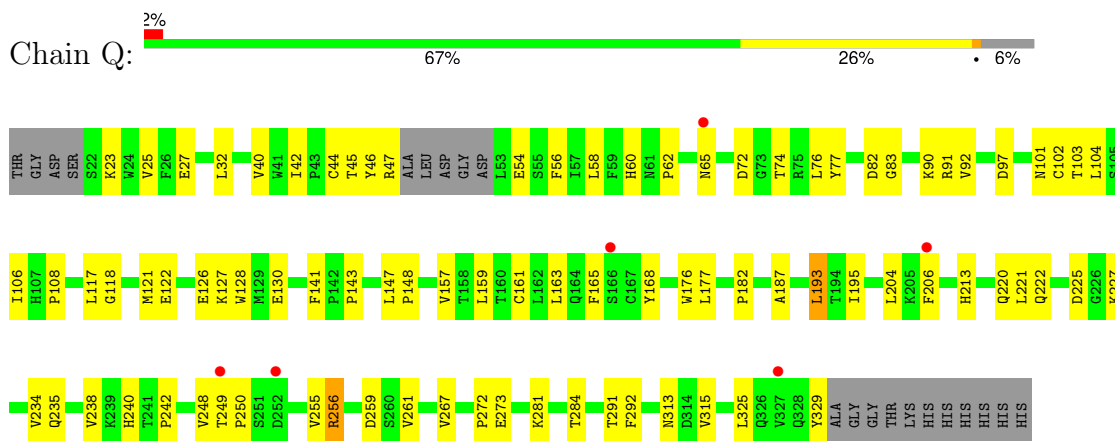 2%
Chain Q:
67% 26% • 6%
THR GLY ASP SER S22 K23 W24 V25 F26 E27 L32 V40 W41 I42 P43 C44 T45 Y46 R47 ALA LEU ASP GLY ASP L53 E54 S55 F56 I57 L58 F59 H60 N61 P62 N65 D72 G73 T74 R75 L76 Y77 D82 G83 K90 R91 V92 D97 N101 C102 T103 L104 S105
I106 H107 P108 L117 G118 M121 E122 E126 K127 W128 M129 E130 F141 P142 P143 L147 P148 V157 T158 L159 T160 C161 L162 L163 Q164 F165 S166 C167 Y168 W176 L177 P182 A187 L193 T194 I195 L204 K205 F206 H213 Q220 L221 Q222 D225 G226 K227
V234 Q235 V238 K239 H240 T241 P242 V248 T249 P250 S251 D252 V255 R256 D259 S260 V261 V267 P272 E273 K281 T284 T291 F292 N313 D314 V315 L325 Q326 V327 Q328 Y329 ALA GLY GLY THR LYS HIS HIS HIS HIS HIS HIS